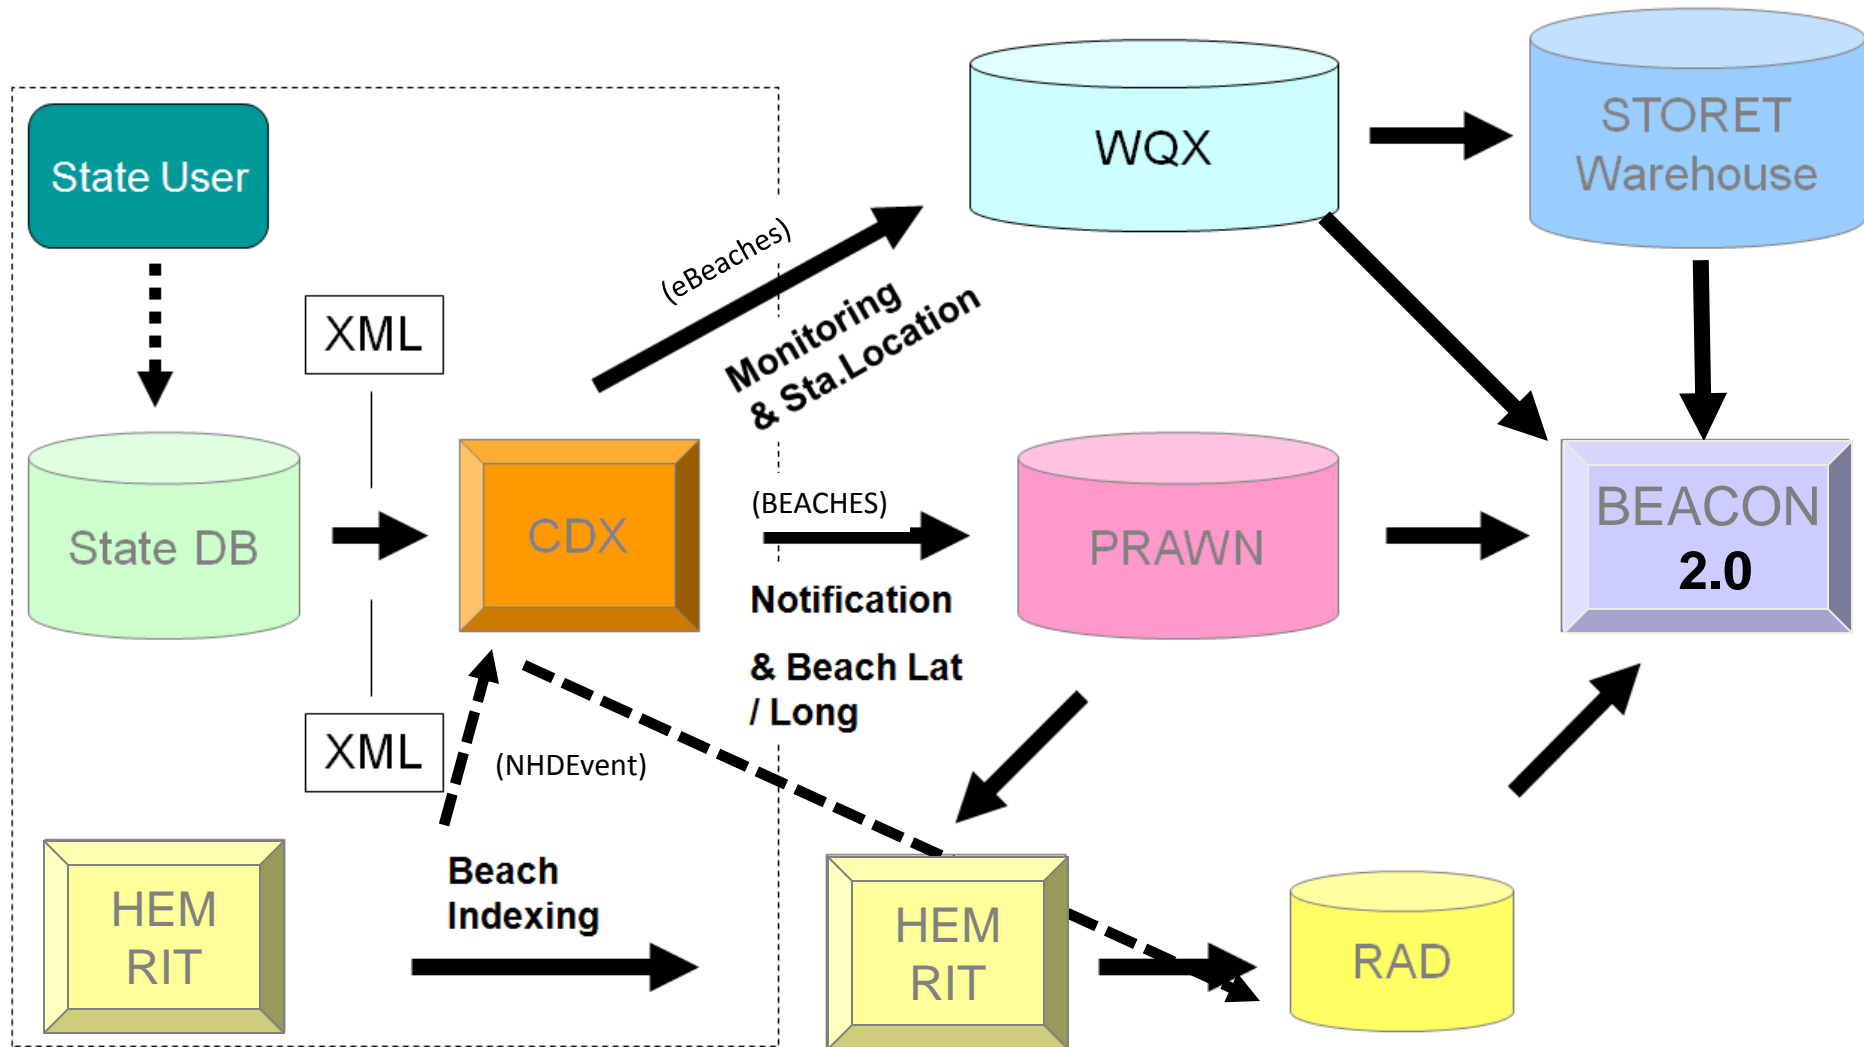 State User
WQX
STORET
Warehouse
(eBeaches)
Monitoring
& Sta.Location
XML
State DB
CDX
(BEACHES)
PRAWN
BEACON
2.0
Notification
& Beach Lat
/ Long
XML
(NHDEvent)
HEM
RIT
Beach
Indexing
HEM
RIT
RAD